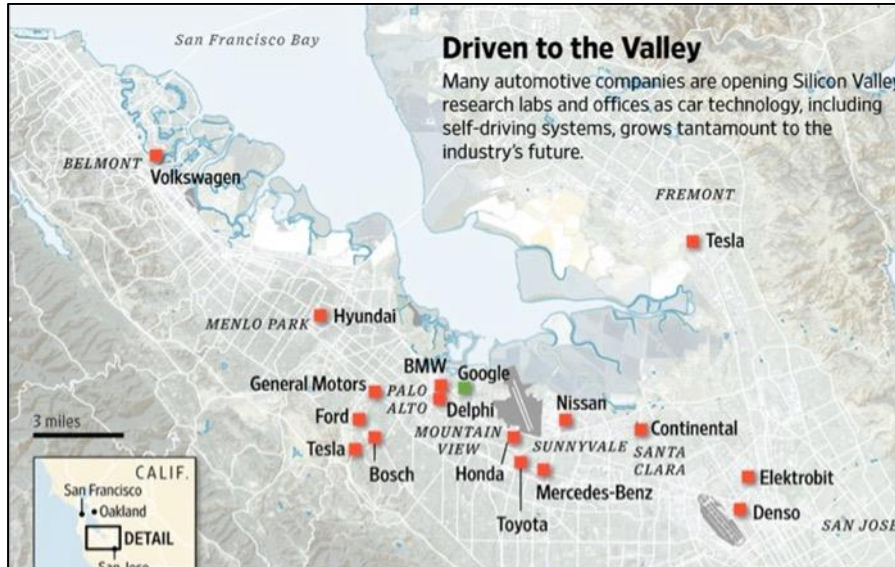 San Francisco Bay
Driven to the Valley
Many automotive companies are opening Silicon Valley
research labs and offices as car technology, including
self-driving systems, grows tantamount to the
industry's future.
BELMONT
Volkswagen
FREMONT
Tesla
MENLO PARK
Hyundai
BMW
Google
General Motors
PALO
ALTO
Delphi
Ford
Nissan
MOUNTAIN
VIEW
Continental
Tesla
Bosch
Honda
SUNNYVALE
SANTA
CLARA
Mercedes-Benz
Toyota
Elektrobit
Denso
SAN JOSE
3 miles
CALIF.
San Francisco
Oakland
DETAIL
San Jose